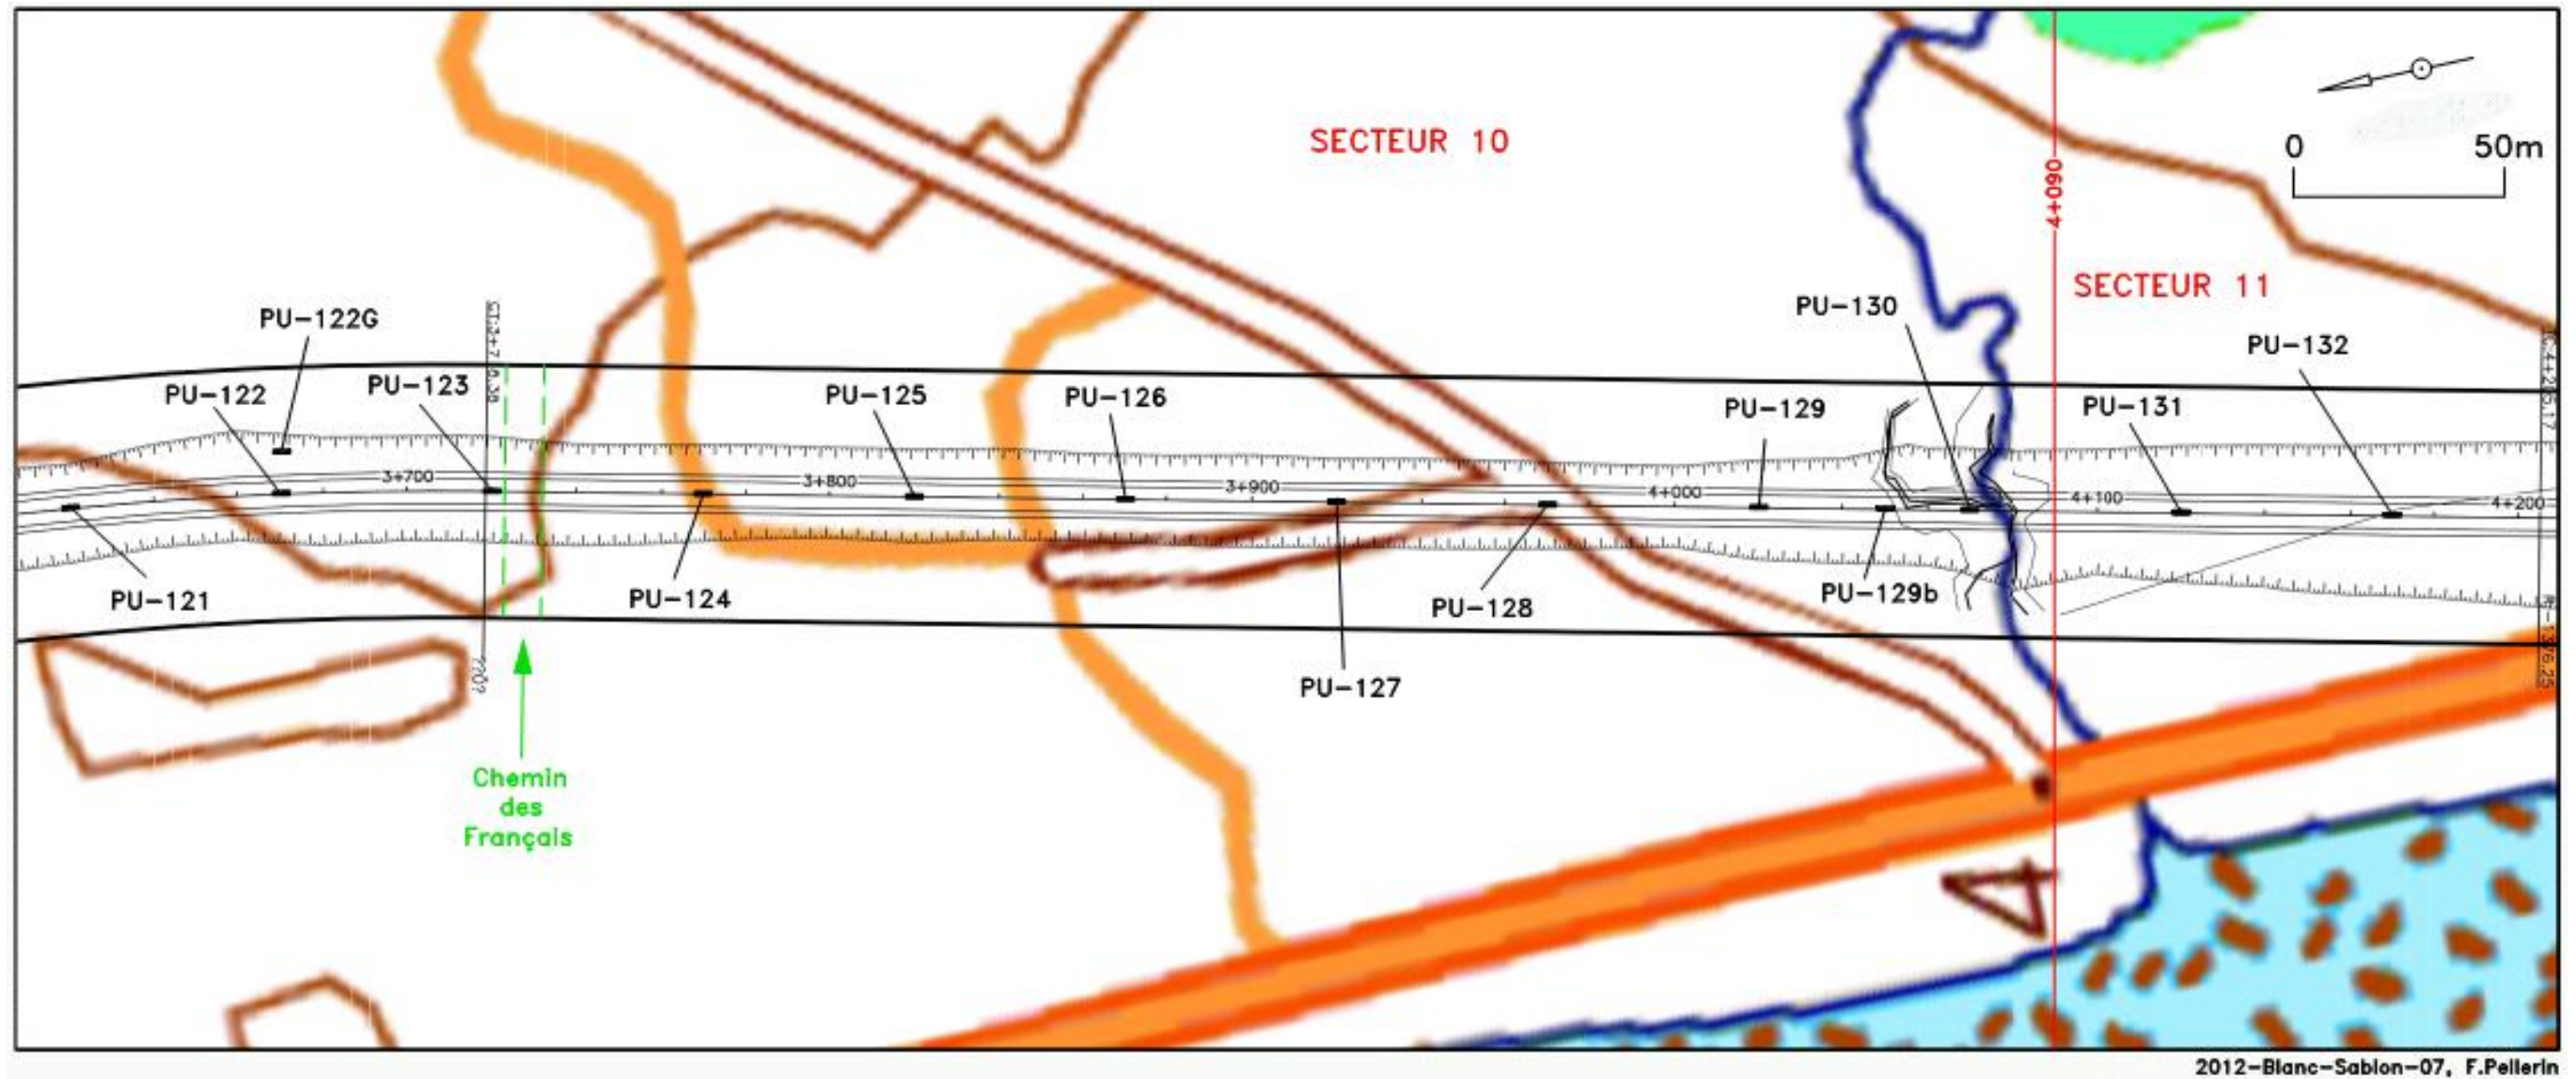 SECTEUR 10
0 50m
4+090
SECTEUR 11
PU-122G
PU-130
PU-132
PU-122
PU-123
PU-125
PU-126
PU-129
PU-131
3+700
3+800
3+900
4+000
4+100
4+200
PU-121
PU-124
PU-128
PU-129b
PU-127
Chemin
des
Français
2012-Blanc-Sablon-07, F.Pellerin